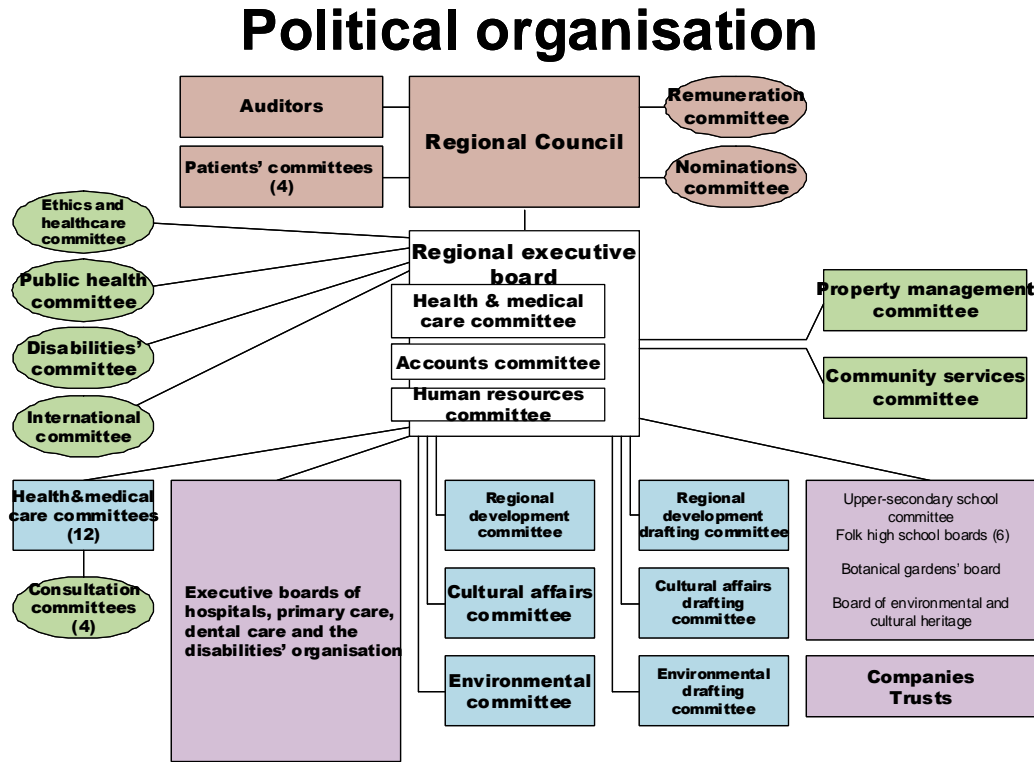 Political organisation
Auditors
Regional Council
Remuneration
committee
Patients' committees
(4)
Nominations
committee
Ethics and
healthcare
committee
Public health
committee
Disabilities'
committee
International
committee
Regional executive
board
Health & medical
care committee
Accounts committee
Human resources
committee
Property management
committee
Community services
committee
Health&medical
care committees
(12)
Consultation
committees
(4)
Executive boards of
hospitals, primary care,
dental care and the
disabilities' organisation
Regional
development
committee
Cultural affairs
committee
Environmental
committee
Regional
development
drafting committee
Cultural affairs
drafting
committee
Environmental
drafting
committee
Upper-secondary school
committee
Folk high school boards (6)
Botanical gardens' board
Board of environmental and
cultural heritage
Companies
Trusts